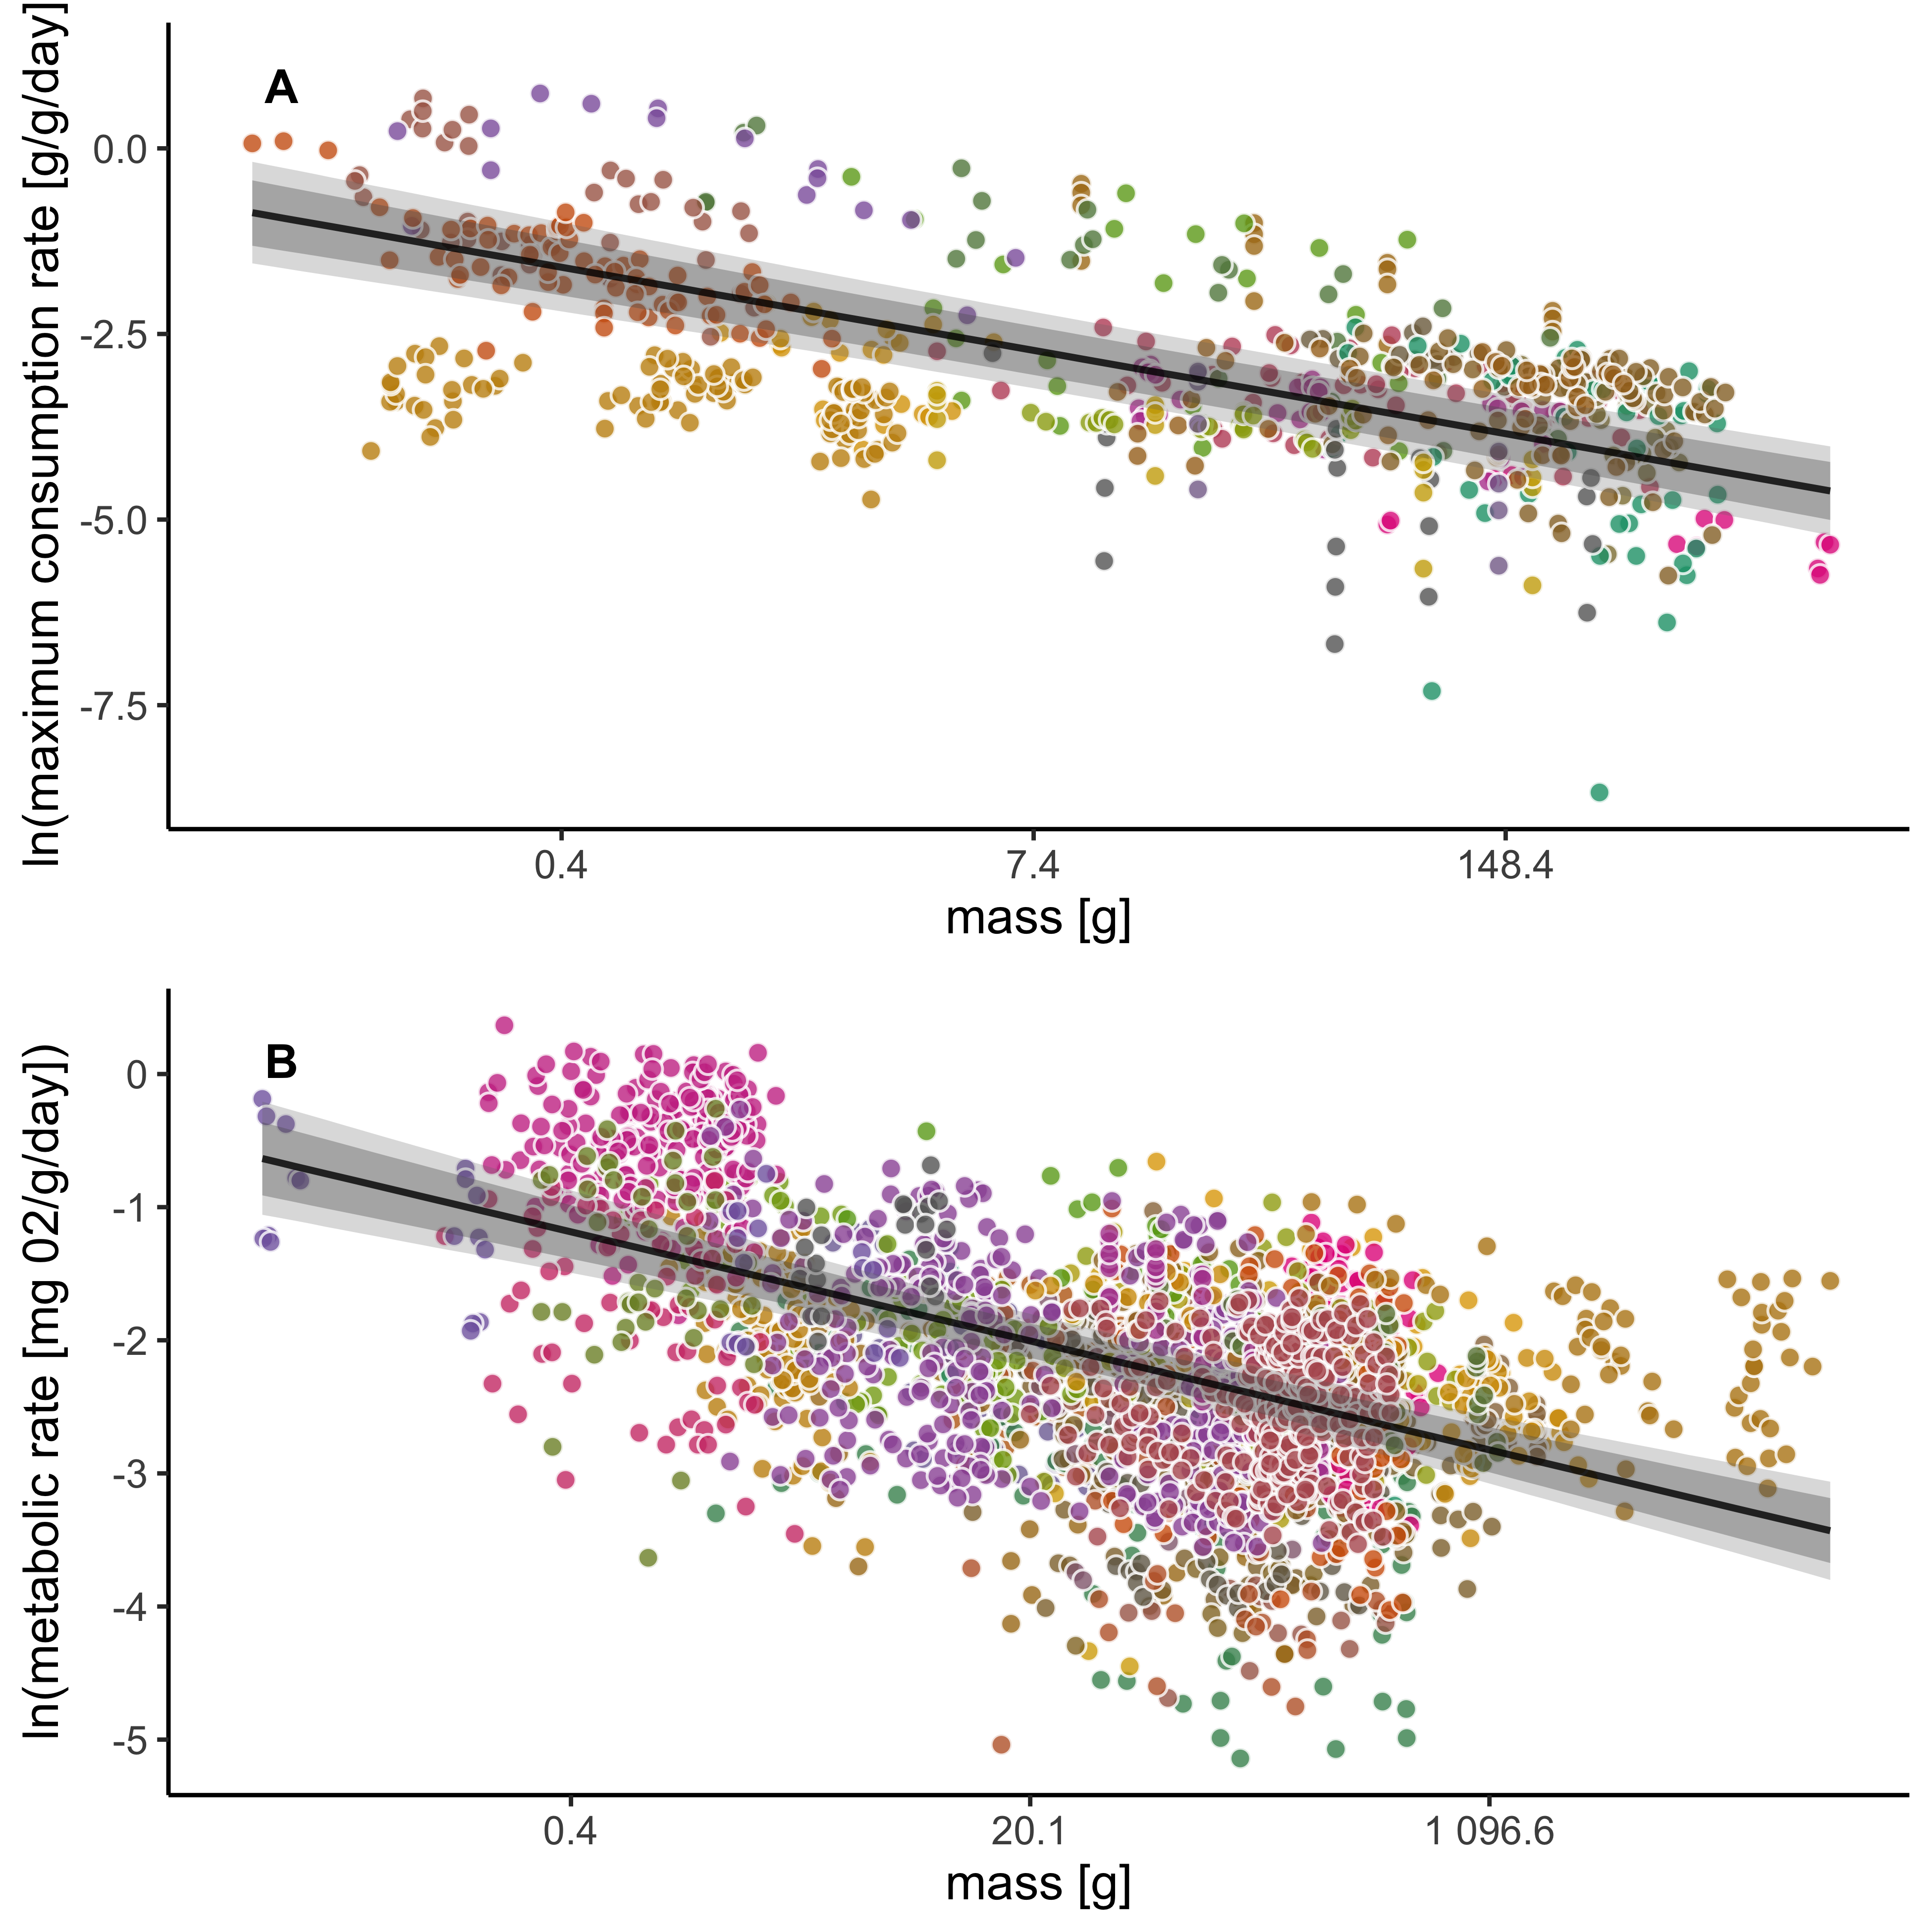 A
ln(maximum consumption rate [g/g/day]
0.0
-2.5
-5.0
-7.5
0.4 7.4 148.4
mass [g]
B
ln(metabolic rate [mg 02/g/day])
0
-1
-2
-3
-4
-5
0.4 20.1 1 096.6
mass [g]